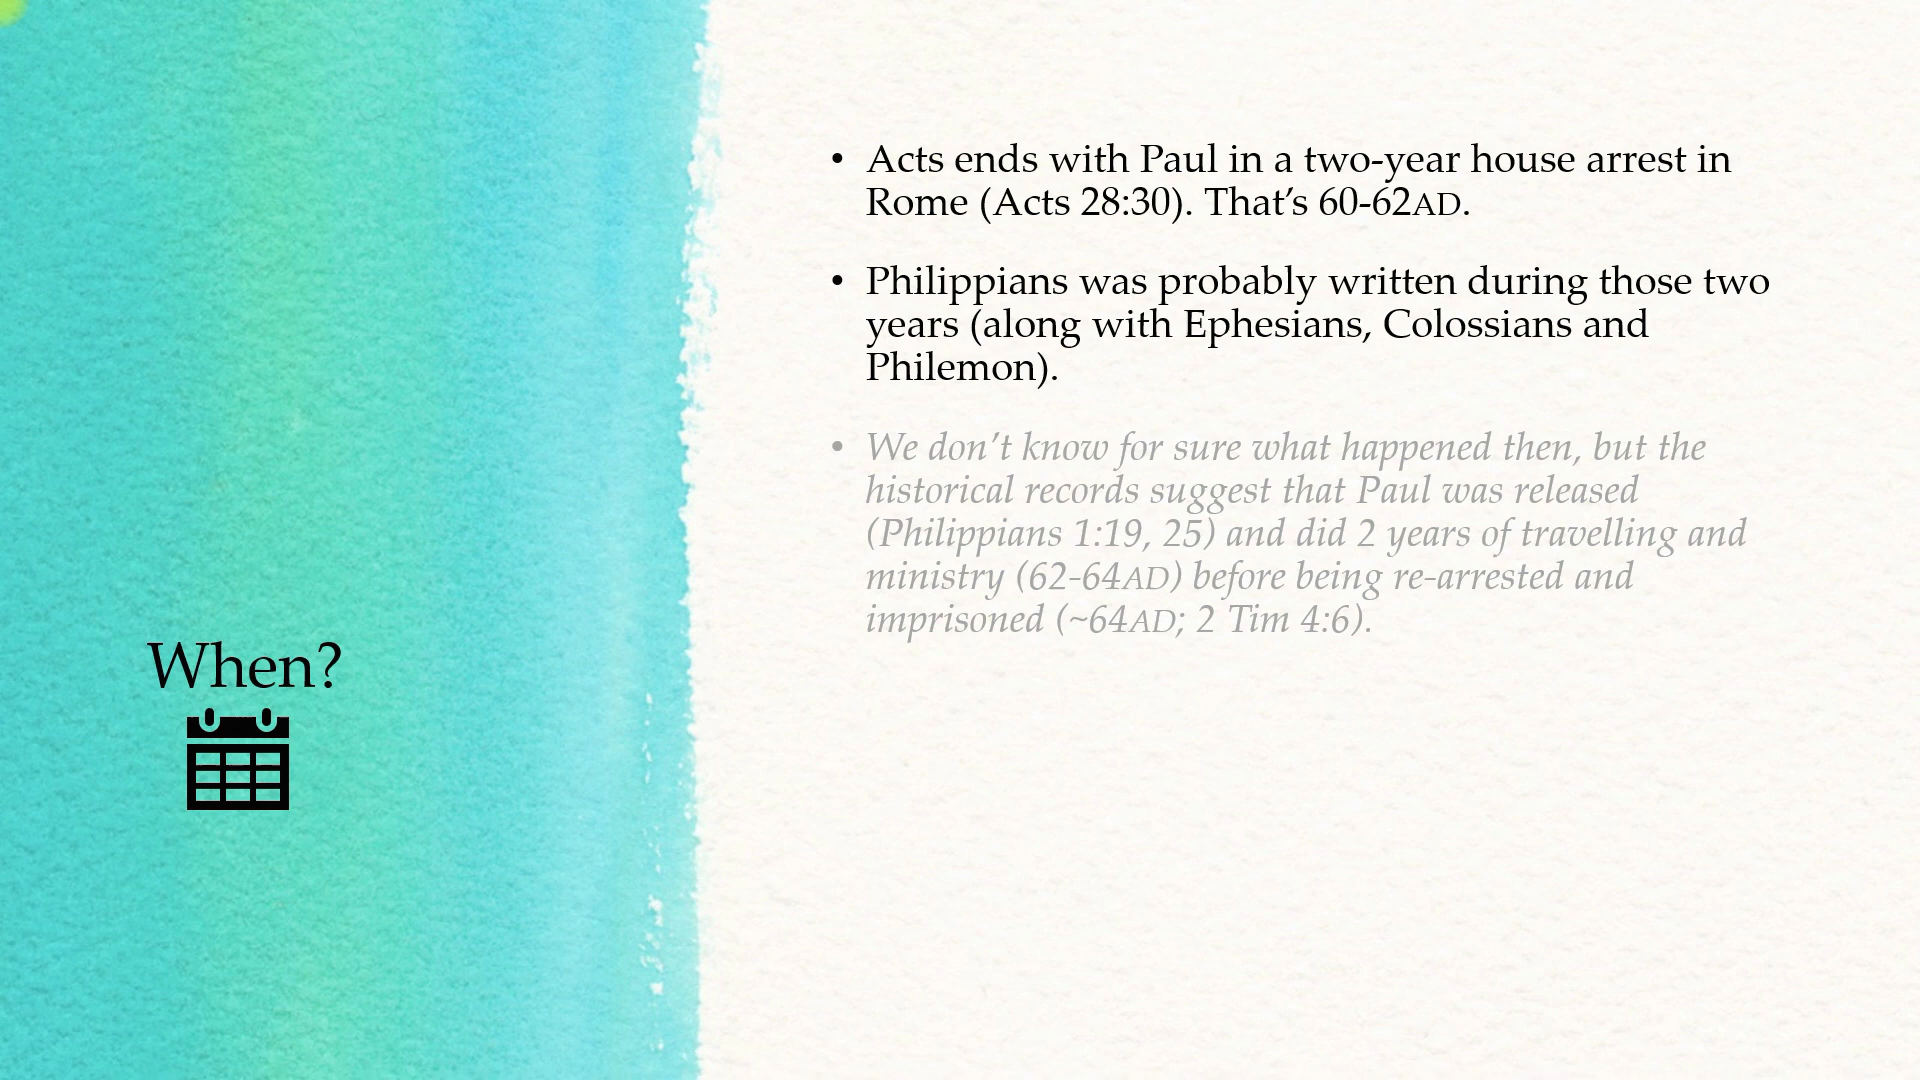 When?
• Acts ends with Paul in a two-year house arrest in
Rome (Acts 28:30). That’s 60-62AD.
• Philippians was probably written during those two
years (along with Ephesians, Colossians and
Philemon).
• We don’t know for sure what happened then, but the
historical records suggest that Paul was released
(Philippians 1:19, 25) and did 2 years of travelling and
ministry (62-64AD) before being re-arrested and
imprisoned (~64AD; 2 Tim 4:6).